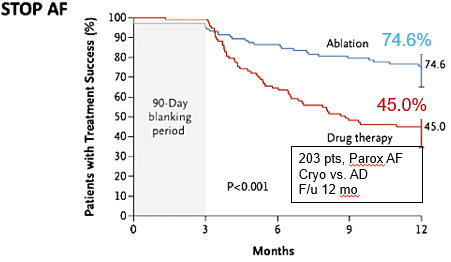 STOP AF
Patients with Treatment Success (%)
100
90
80
70
60
50
40
30
20
10
0
90-Day
blanking
period
Ablation
74.6%
74.6
45.0%
45.0
Drug therapy
P<0.001
203 pts, Parox AF
Cryo vs. AD
F/u 12 mo
0
3
6
9
12
Months